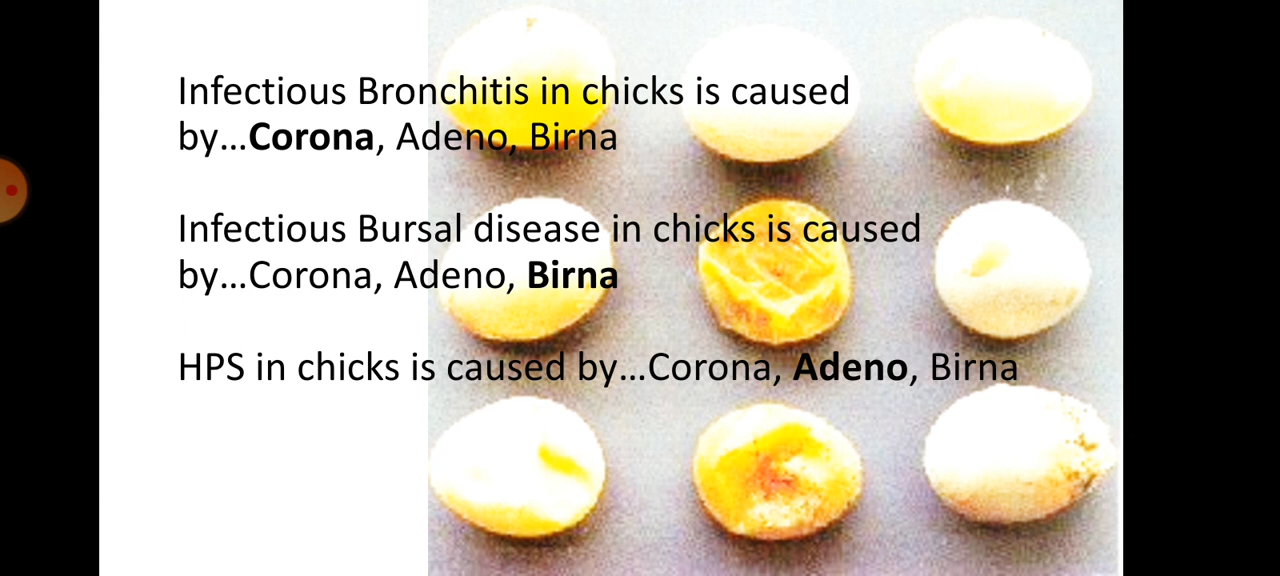 Infectious Bronchitis in chicks is caused
by...Corona, Adeno, Birna
Infectious Bursal disease in chicks is caused
by...Corona, Adeno, Birna
HPS in chicks is caused by...Corona, Adeno, Birna